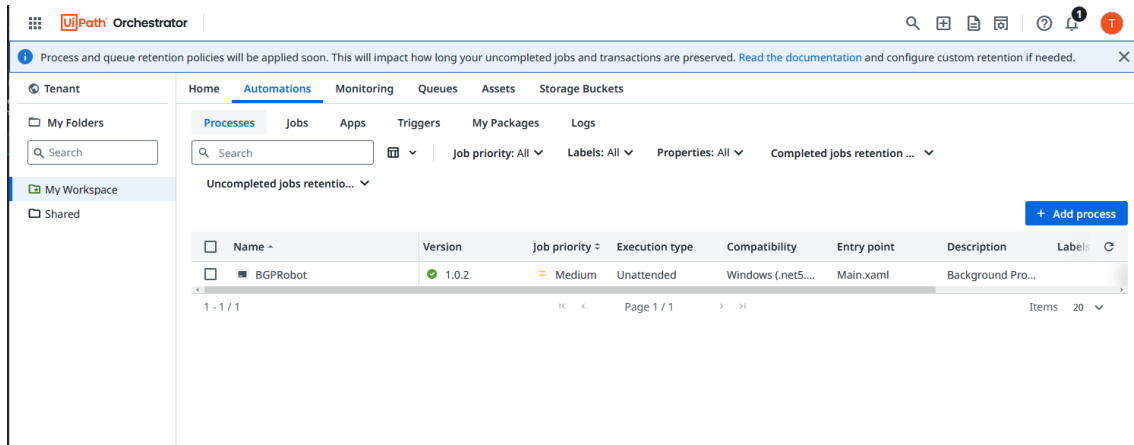 UiPath Orchestrator
1
T
Process and queue retention policies will be applied soon. This will impact how long your uncompleted jobs and transactions are preserved. Read the documentation and configure custom retention if needed.
Tenant
Home Automations Monitoring Queues Assets Storage Buckets
My Folders
Processes Jobs Apps Triggers My Packages Logs
Search
Search
Job priority: All Labels: All Properties: All Completed jobs retention ...
My Workspace
Uncompleted jobs retentio...
Shared
+ Add process
Name Version Job priority Execution type Compatibility Entry point Description Labels
BGPRobot 1.0.2 Medium Unattended Windows (.net5.... Main.xaml Background Pro...
1 - 1 / 1 Page 1 / 1 Items 20